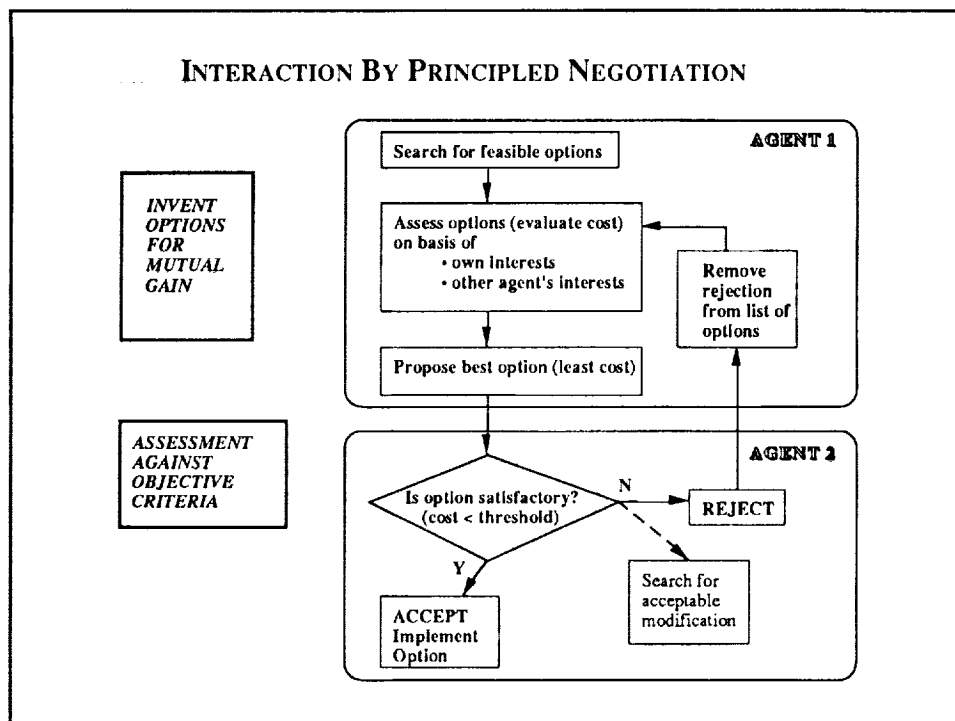 INTERACTION BY PRINCIPLED NEGOTIATION
AGENT 1
Search for feasible options
INVENT
OPTIONS
FOR
MUTUAL
GAIN
Assess options (evaluate cost)
on basis of
• own interests
• other agent's interests
Remove
rejection
from list of
options
Propose best option (least cost)
ASSESSMENT
AGAINST
OBJECTIVE
CRITERIA
AGENT 2
Is option satisfactory?
(cost < threshold)
N
REJECT
Y
Search for
acceptable
modification
ACCEPT
Implement
Option